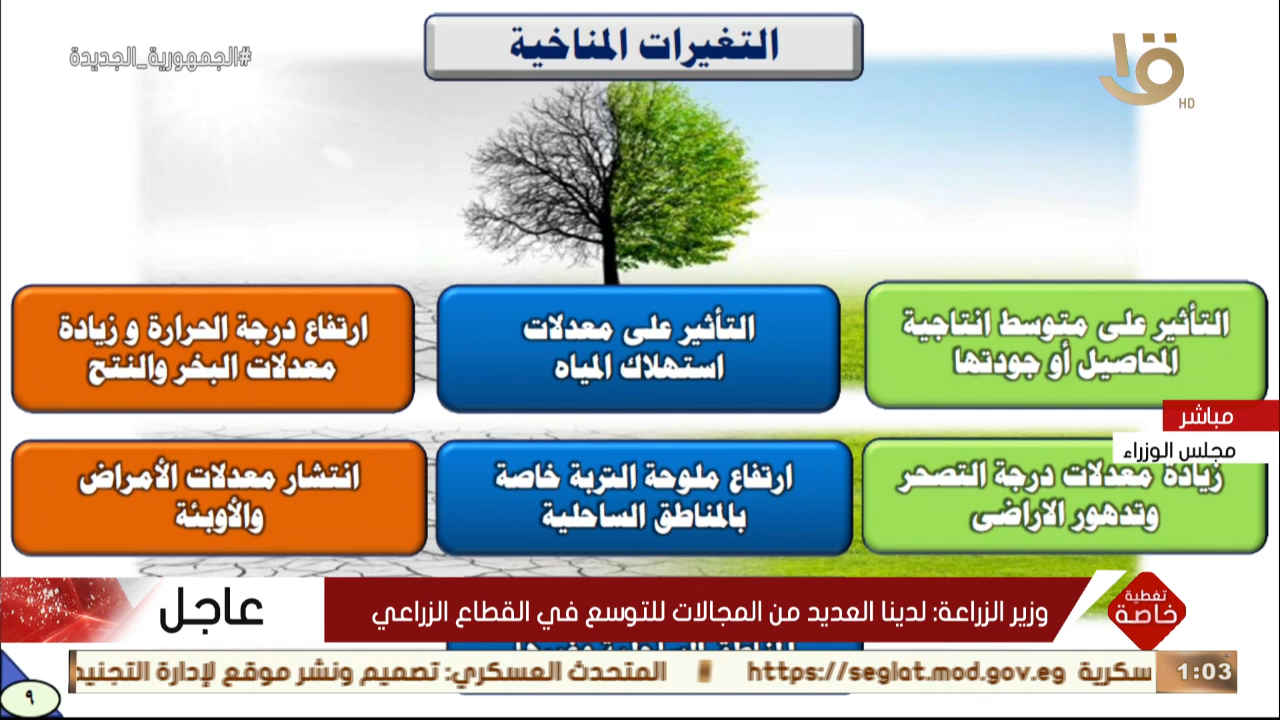 التغيرات المناخية
#الجمهورية_الجديدة
HD
التأثير على متوسط انتاجية
المحاصيل أو جودتها
التأثير على معدلات
استهلاك المياه
ارتفاع درجة الحرارة و زيادة
معدلات البخر والنتح
مباشر
مجلس الوزراء
زيادة معدلات درجة التصحر
وتدهور الاراضى
ارتفاع ملوحة التربة خاصة
بالمناطق الساحلية
انتشار معدلات الأمراض
والأوبئة
تغطية
خاصة
وزير الزراعة: لدينا العديد من المجالات للتوسع في القطاع الزراعي
عاجل
1:03
سكرية https://seglat.mod.gov.eg المتحدث العسكري: تصميم ونشر موقع لإدارة التجنيد
٩